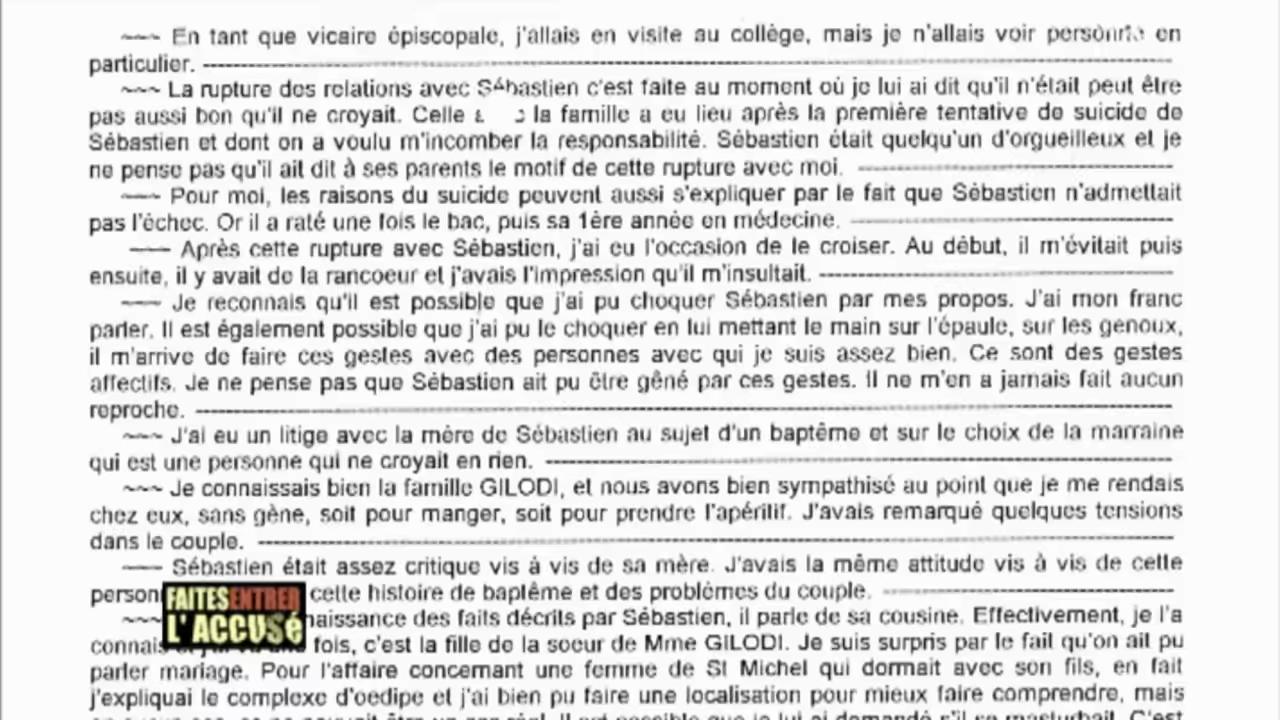 ~~~ En tant que vicaire épiscopale, j'allais en visite au collège, mais je n'allais voir personne en
particulier. ----------
~~~ La rupture des relations avec Sébastien c'est faite au moment où je lui ai dit qu'il n'était peut être
pas aussi bon qu'il ne croyait. Celle la famille a eu lieu après la première tentative de suicide de
Sébastien et dont on a voulu m'incomber la responsabilité. Sébastien était quelqu'un d'orgueilleux et je
ne pense pas qu'il ait dit à ses parents le motif de cette rupture avec moi. ----------
~~~ Pour moi, les raisons du suicide peuvent aussi s'expliquer par le fait que Sébastien n'admettait
pas l'échec. Or il a raté une fois le bac, puis sa 1ère année en médecine. ----------
~~~ Après cette rupture avec Sébastien, j'ai eu l'occasion de le croiser. Au début, il m'évitait puis
ensuite, il y avait de la rancoeur et j'avais l'impression qu'il m'insultait. ----------
~~~ Je reconnais qu'il est possible que j'ai pu choquer Sébastien par mes propos. J'ai mon franc
parler. Il est également possible que j'ai pu le choquer en lui mettant le main sur l'épaule, sur les genoux,
il m'arrive de faire ces gestes avec des personnes avec qui je suis assez bien. Ce sont des gestes
affectifs. Je ne pense pas que Sébastien ait pu être gêné par ces gestes. Il ne m'en a jamais fait aucun
reproche. ----------
~~~ J'ai eu un litige avec la mère de Sébastien au sujet d'un baptême et sur le choix de la marraine
qui est une personne qui ne croyait en rien. ----------
~~~ Je connaissais bien la famille GILODI, et nous avons bien sympathisé au point que je me rendais
chez eux, sans gène, soit pour manger, soit pour prendre l'apéritif. J'avais remarqué quelques tensions
dans le couple. ----------
~~~ Sébastien était assez critique vis à vis de sa mère. J'avais la même attitude vis à vis de cette
person cette histoire de baptême et des problèmes du couple. ----------
~~~ naissance des faits décrits par Sébastien, il parle de sa cousine. Effectivement, je l'a
connais fois, c'est la fille de la soeur de Mme GILODI. Je suis surpris par le fait qu'on ait pu
parler mariage. Pour l'affaire concernant une femme de St Michel qui dormait avec son fils, en fait
j'expliquai le complexe d'oedipe et j'ai bien pu faire une localisation pour mieux faire comprendre, mais
FAITES ENTRER
L'ACCUSé